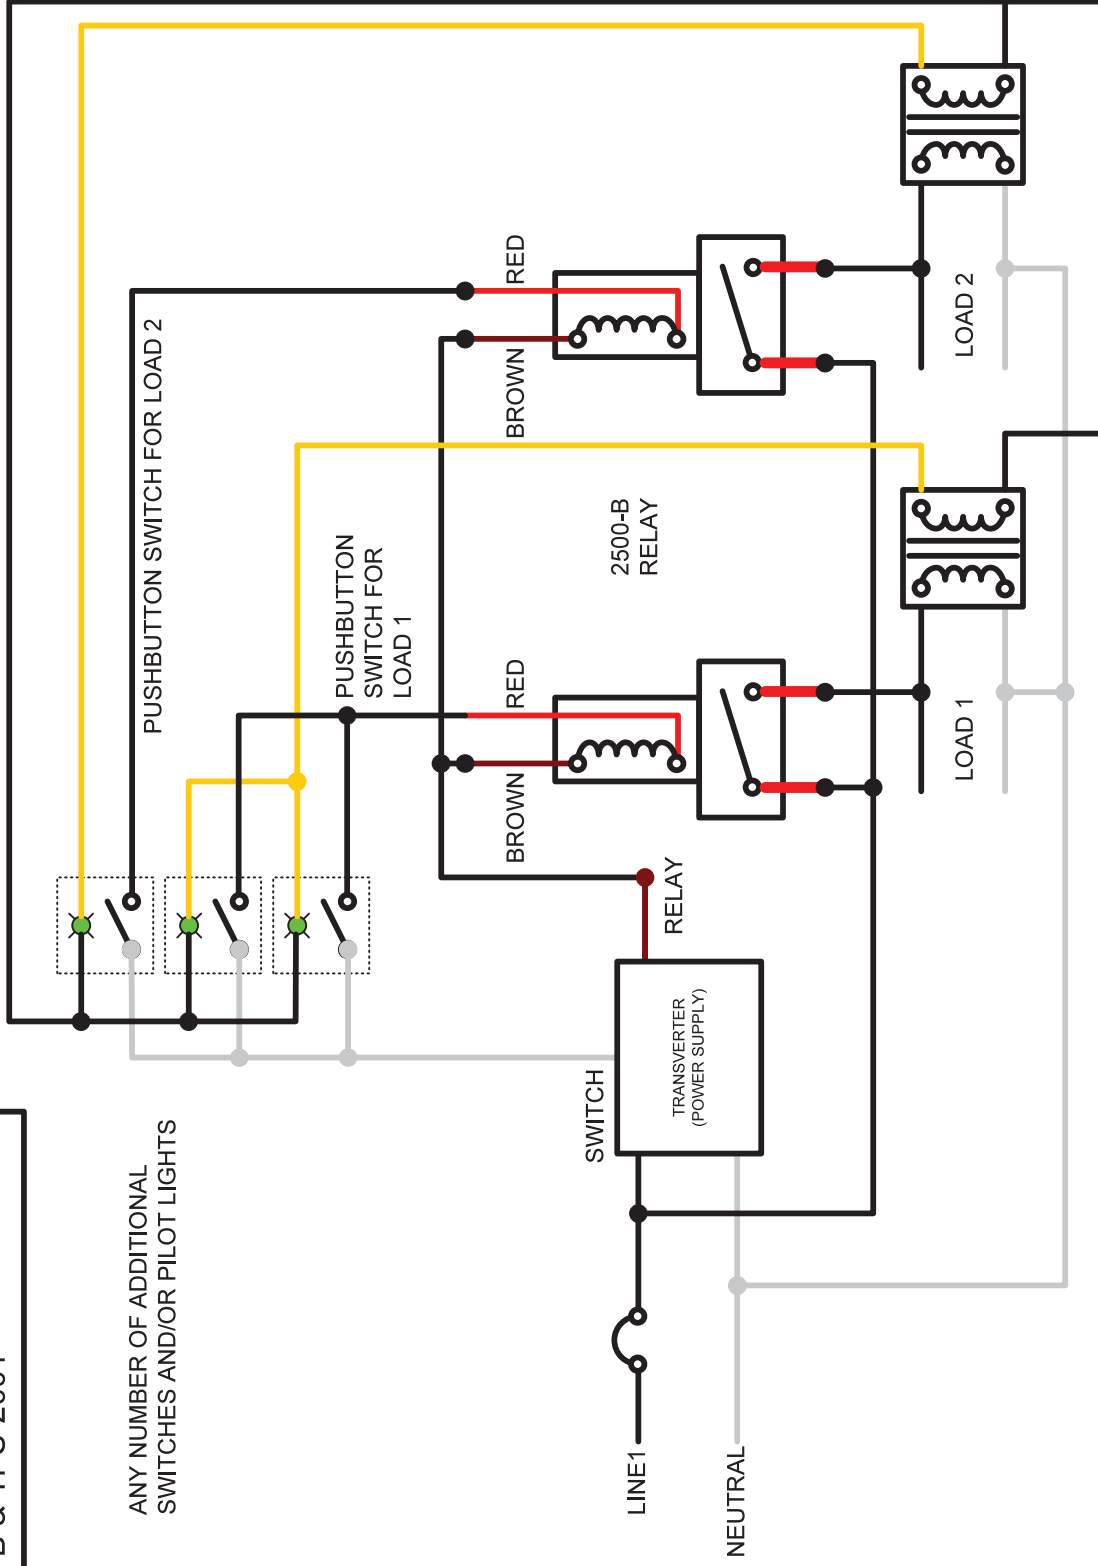 ANY NUMBER OF ADDITIONAL
SWITCHES AND/OR PILOT LIGHTS
PUSHBUTTON SWITCH FOR LOAD 2
PUSHBUTTON
SWITCH FOR
LOAD 1
RED
BROWN
RED
BROWN
2500-B
RELAY
RELAY
SWITCH
TRANSVERTER
(POWER SUPPLY)
LINE1
NEUTRAL
LOAD 1
LOAD 2